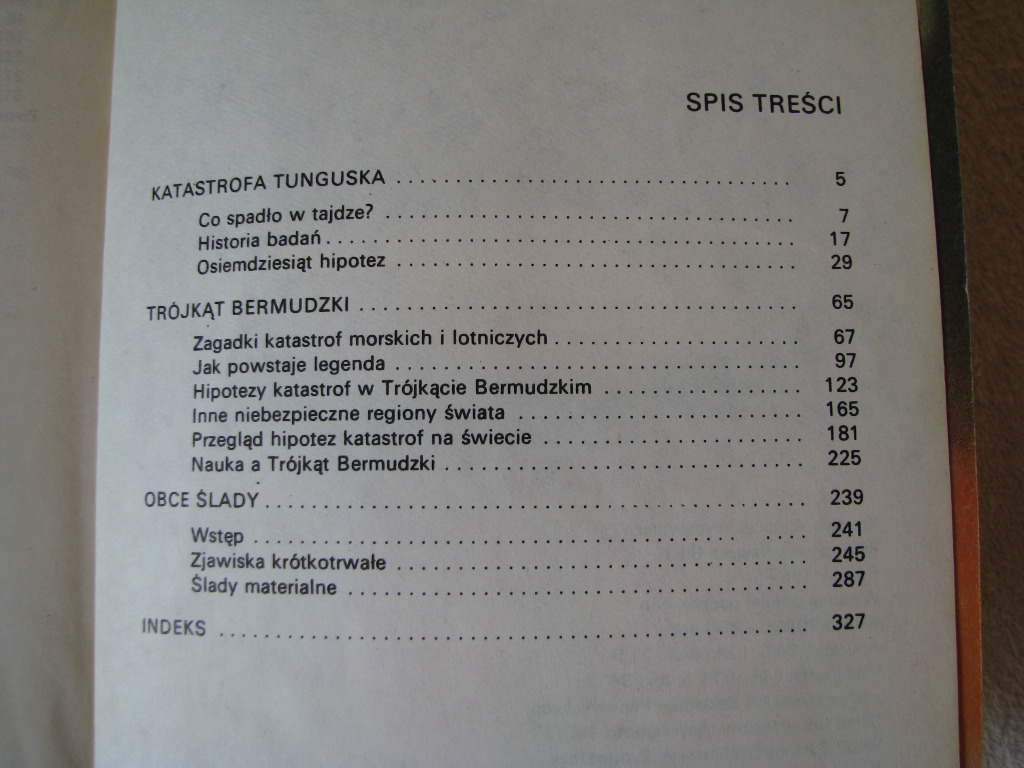 SPIS TREŚCI
KATASTROFA TUNGUSKA . . . . . . . . . . . . . . . . . . . . . . . . . . . . . . . . . . 5
Co spadło w tajdze? . . . . . . . . . . . . . . . . . . . . . . . . . . . . . . . . . . . 7
Historia badań . . . . . . . . . . . . . . . . . . . . . . . . . . . . . . . . . . . . . . . . 17
Osiemdziesiąt hipotez . . . . . . . . . . . . . . . . . . . . . . . . . . . . . . . . . . 29
TRÓJKĄT BERMUDZKI . . . . . . . . . . . . . . . . . . . . . . . . . . . . . . . . . . . . . 65
Zagadki katastrof morskich i lotniczych . . . . . . . . . . . . . . . . . . . . . 67
Jak powstaje legenda . . . . . . . . . . . . . . . . . . . . . . . . . . . . . . . . . . 97
Hipotezy katastrof w Trójkącie Bermudzkim . . . . . . . . . . . . . . . . . 123
Inne niebezpieczne regiony świata . . . . . . . . . . . . . . . . . . . . . . . . 165
Przegląd hipotez katastrof na świecie . . . . . . . . . . . . . . . . . . . . . . 181
Nauka a Trójkąt Bermudzki . . . . . . . . . . . . . . . . . . . . . . . . . . . . . . 225
OBCE ŚLADY . . . . . . . . . . . . . . . . . . . . . . . . . . . . . . . . . . . . . . . . . . . . . 239
Wstęp . . . . . . . . . . . . . . . . . . . . . . . . . . . . . . . . . . . . . . . . . . . . . 241
Zjawiska krótkotrwałe . . . . . . . . . . . . . . . . . . . . . . . . . . . . . . . . . . 245
Ślady materialne . . . . . . . . . . . . . . . . . . . . . . . . . . . . . . . . . . . . . . 287
INDEKS . . . . . . . . . . . . . . . . . . . . . . . . . . . . . . . . . . . . . . . . . . . . . . . . . 327